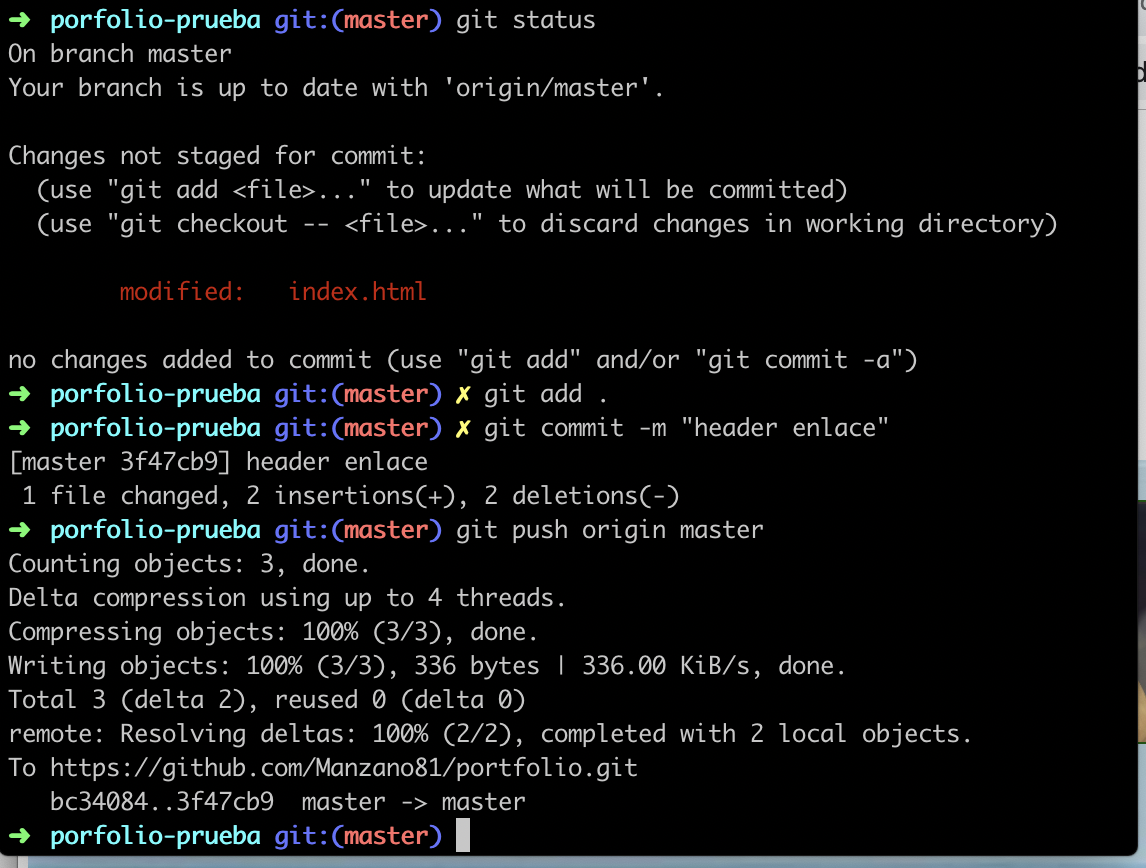 ➜ porfolio-prueba git:(master) git status
On branch master
Your branch is up to date with 'origin/master'.
Changes not staged for commit:
(use "git add <file>..." to update what will be committed)
(use "git checkout -- <file>..." to discard changes in working directory)
modified: index.html
no changes added to commit (use "git add" and/or "git commit -a")
➜ porfolio-prueba git:(master) ✗ git add .
➜ porfolio-prueba git:(master) ✗ git commit -m "header enlace"
[master 3f47cb9] header enlace
1 file changed, 2 insertions(+), 2 deletions(-)
➜ porfolio-prueba git:(master) git push origin master
Counting objects: 3, done.
Delta compression using up to 4 threads.
Compressing objects: 100% (3/3), done.
Writing objects: 100% (3/3), 336 bytes | 336.00 KiB/s, done.
Total 3 (delta 2), reused 0 (delta 0)
remote: Resolving deltas: 100% (2/2), completed with 2 local objects.
To https://github.com/Manzano81/portfolio.git
bc34084..3f47cb9 master -> master
➜ porfolio-prueba git:(master)